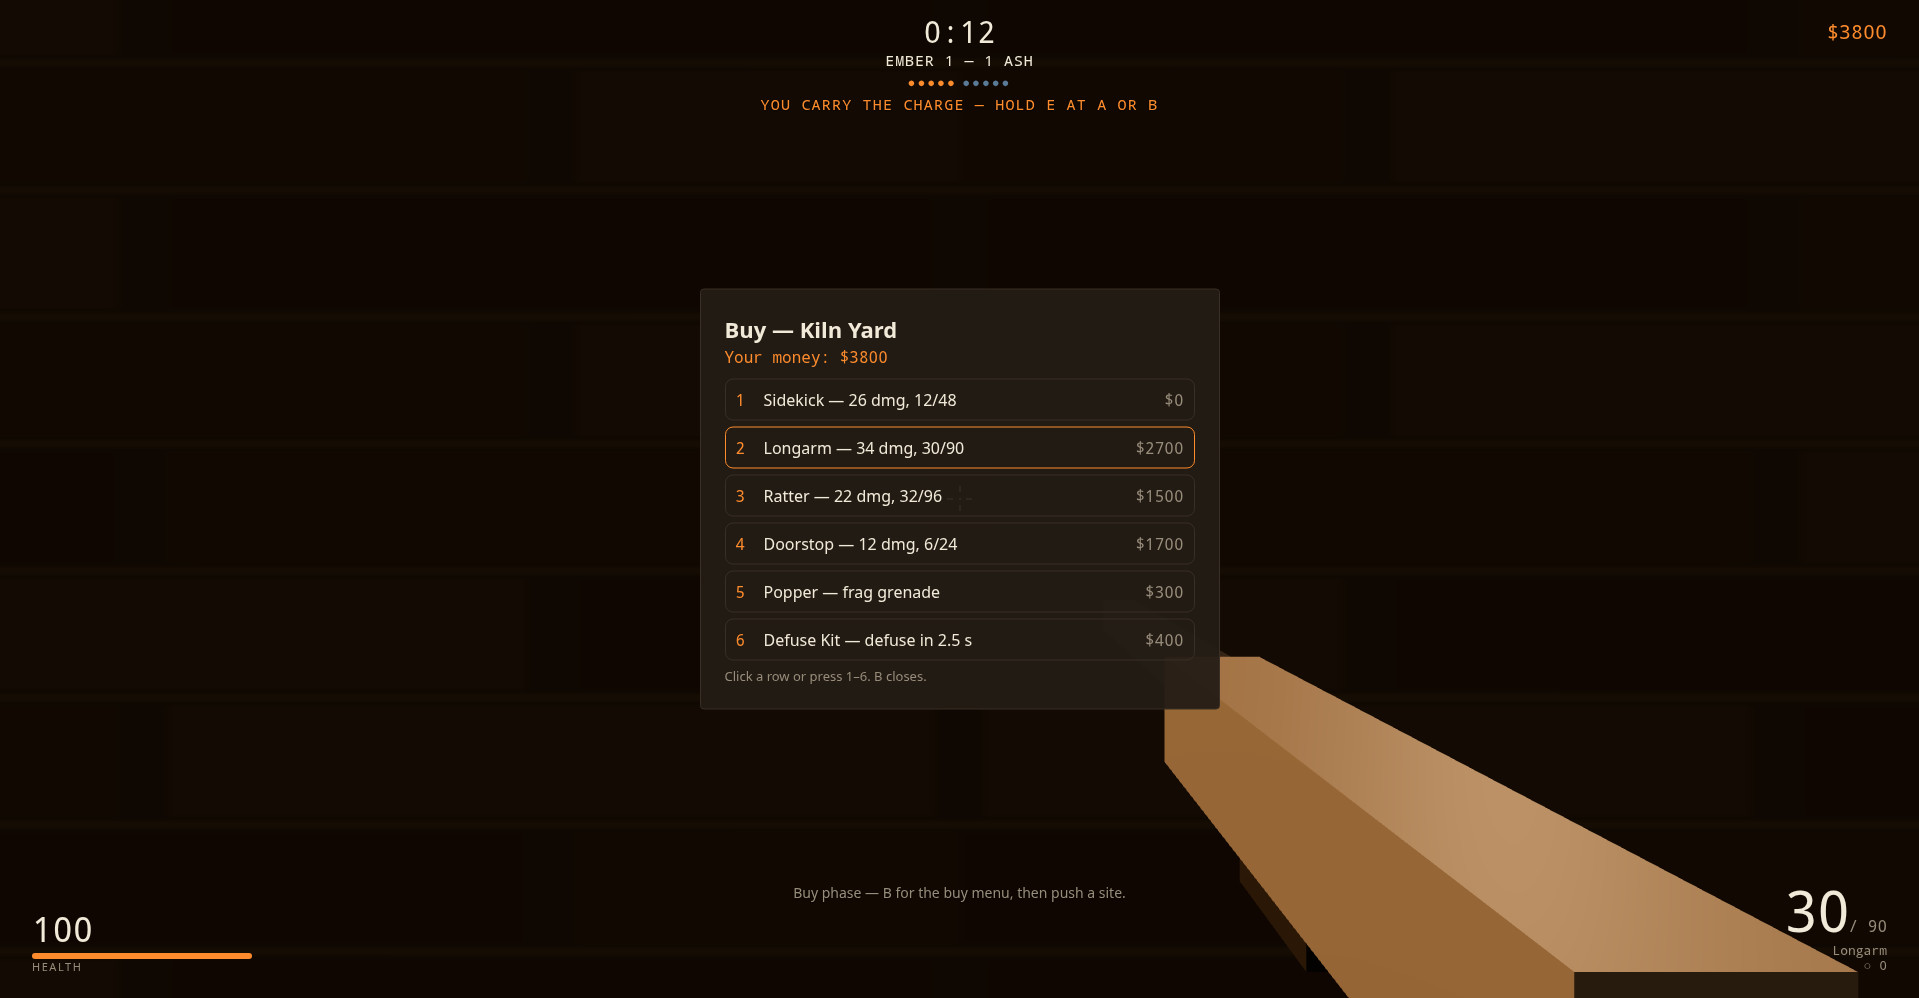 0:12
$3800
EMBER 1 — 1 ASH
YOU CARRY THE CHARGE — HOLD E AT A OR B
Buy — Kiln Yard
Your money: $3800
1 Sidekick — 26 dmg, 12/48 $0
2 Longarm — 34 dmg, 30/90 $2700
3 Ratter — 22 dmg, 32/96 $1500
4 Doorstop — 12 dmg, 6/24 $1700
5 Popper — frag grenade $300
6 Defuse Kit — defuse in 2.5 s $400
Click a row or press 1–6. B closes.
Buy phase — B for the buy menu, then push a site.
100
HEALTH
30 / 90
Longarm
○ 0